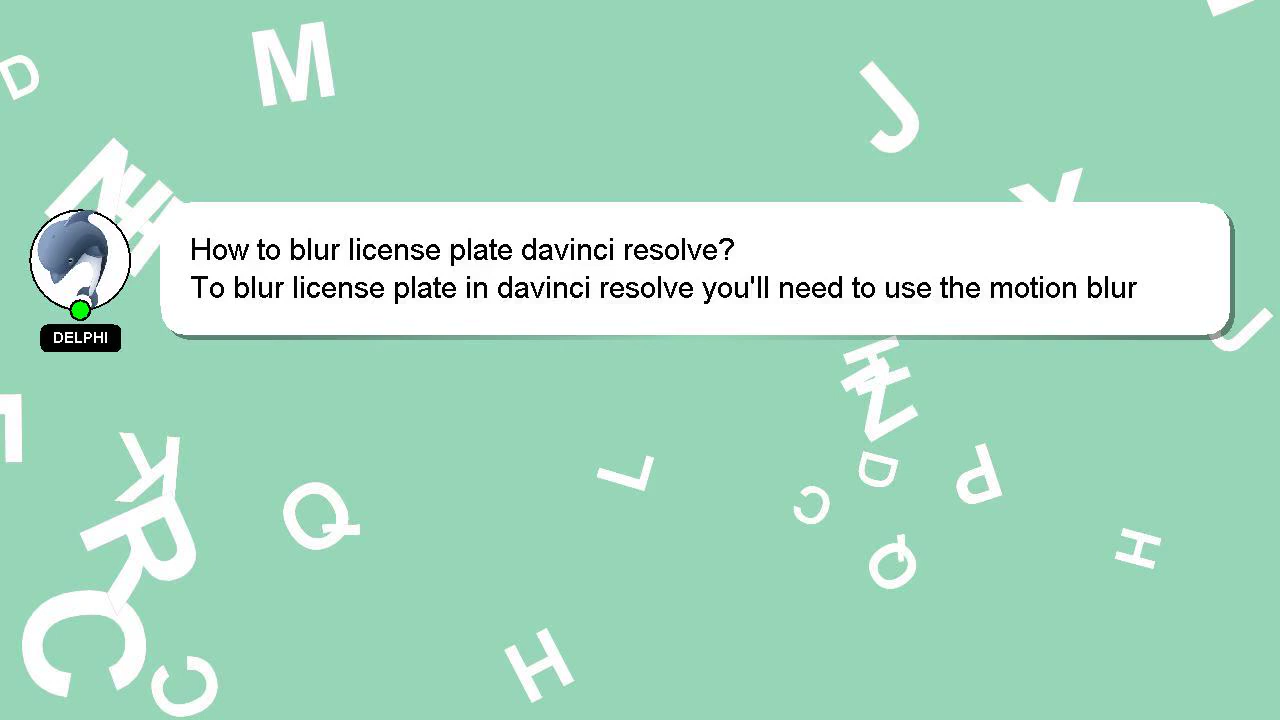 M
D
J
N
H
Y
How to blur license plate davinci resolve?
To blur license plate in davinci resolve you'll need to use the motion blur
DELPHI
J
H
Z
K
L
D
P
Q
C
R
H
Q
C
H
C